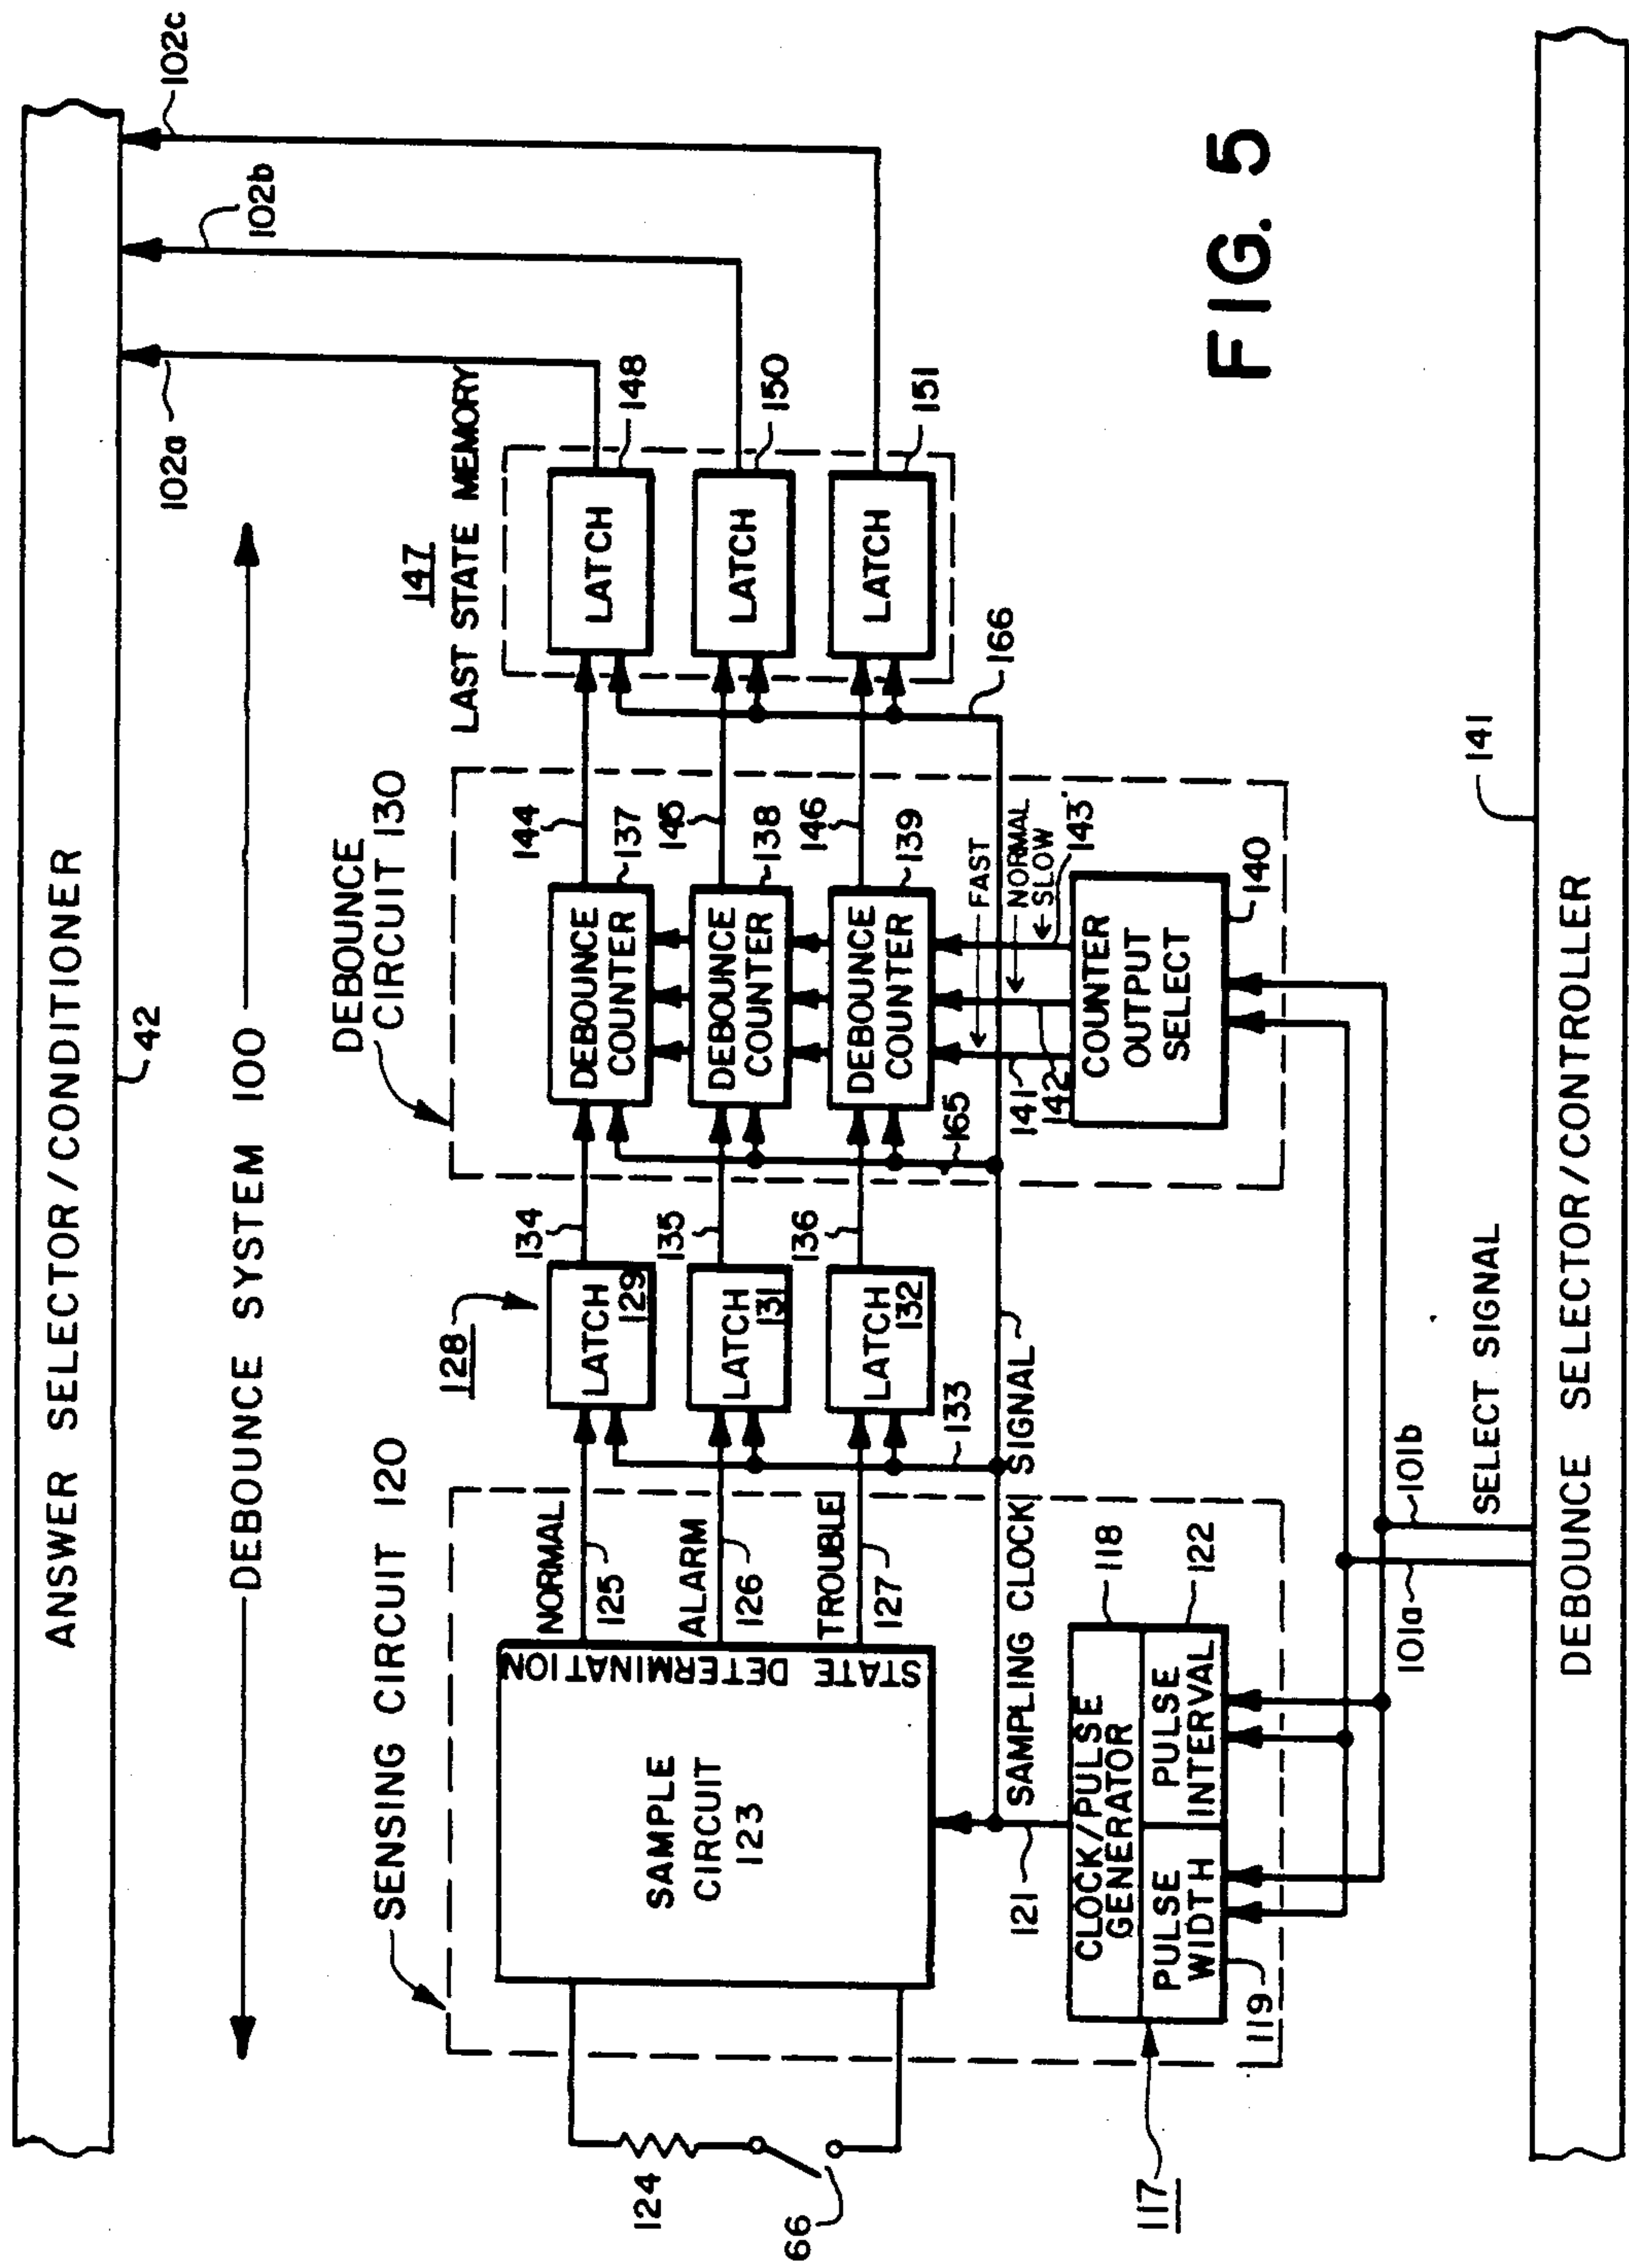 ANSWER SELECTOR/CONDITIONER
42
102a
102b
102c
DEBOUNCE SYSTEM 100
SENSING CIRCUIT 120
128
DEBOUNCE
CIRCUIT 130
147
LAST STATE MEMORY
124
66
SAMPLE
CIRCUIT
123
STATE DETERMINATION
NORMAL
125
ALARM
126
TROUBLE
127
LATCH
129
LATCH
131
LATCH
132
133
134
135
136
DEBOUNCE
COUNTER
137
DEBOUNCE
COUNTER
138
DEBOUNCE
COUNTER
139
144
145
146
LATCH
148
LATCH
150
LATCH
151
165
166
121
SAMPLING CLOCK SIGNAL
117
CLOCK/PULSE
GENERATOR
118
PULSE
WIDTH
119
PULSE
INTERVAL
122
141
142
FAST
NORMAL
SLOW
143
COUNTER
OUTPUT
SELECT
140
101a
101b
SELECT SIGNAL
141
DEBOUNCE SELECTOR/CONTROLLER
FIG. 5